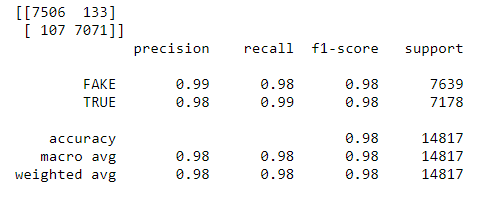 [[7506 133]
[ 107 7071]]
precision recall f1-score support
FAKE 0.99 0.98 0.98 7639
TRUE 0.98 0.99 0.98 7178
accuracy 0.98 14817
macro avg 0.98 0.98 0.98 14817
weighted avg 0.98 0.98 0.98 14817